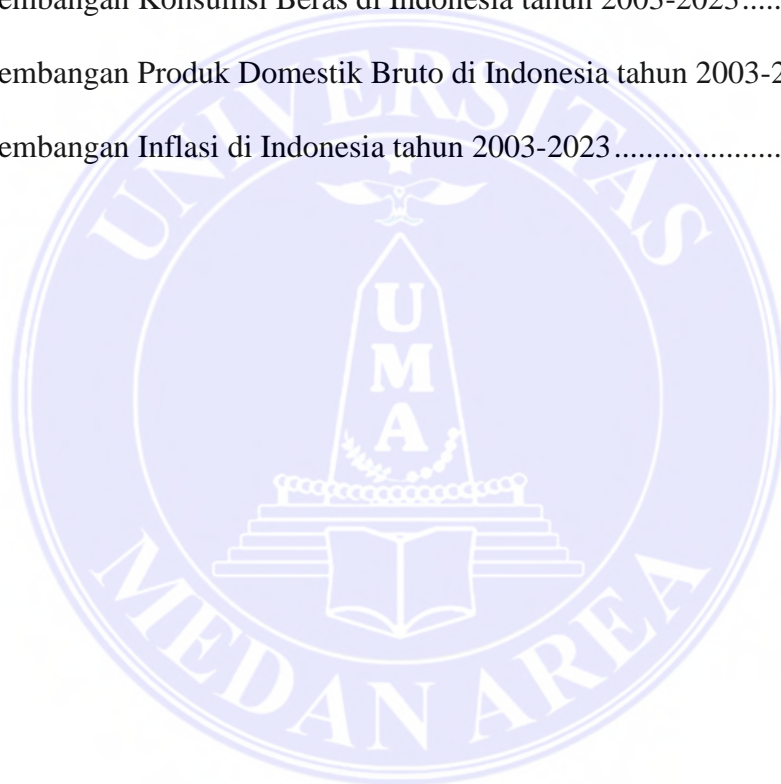 embangan Konsumsi Beras di Indonesia tahun 2003-2023.....
embangan Produk Domestik Bruto di Indonesia tahun 2003-2
embangan Inflasi di Indonesia tahun 2003-2023.....................
UNIVERSITAS
UMA
MEDAN AREA